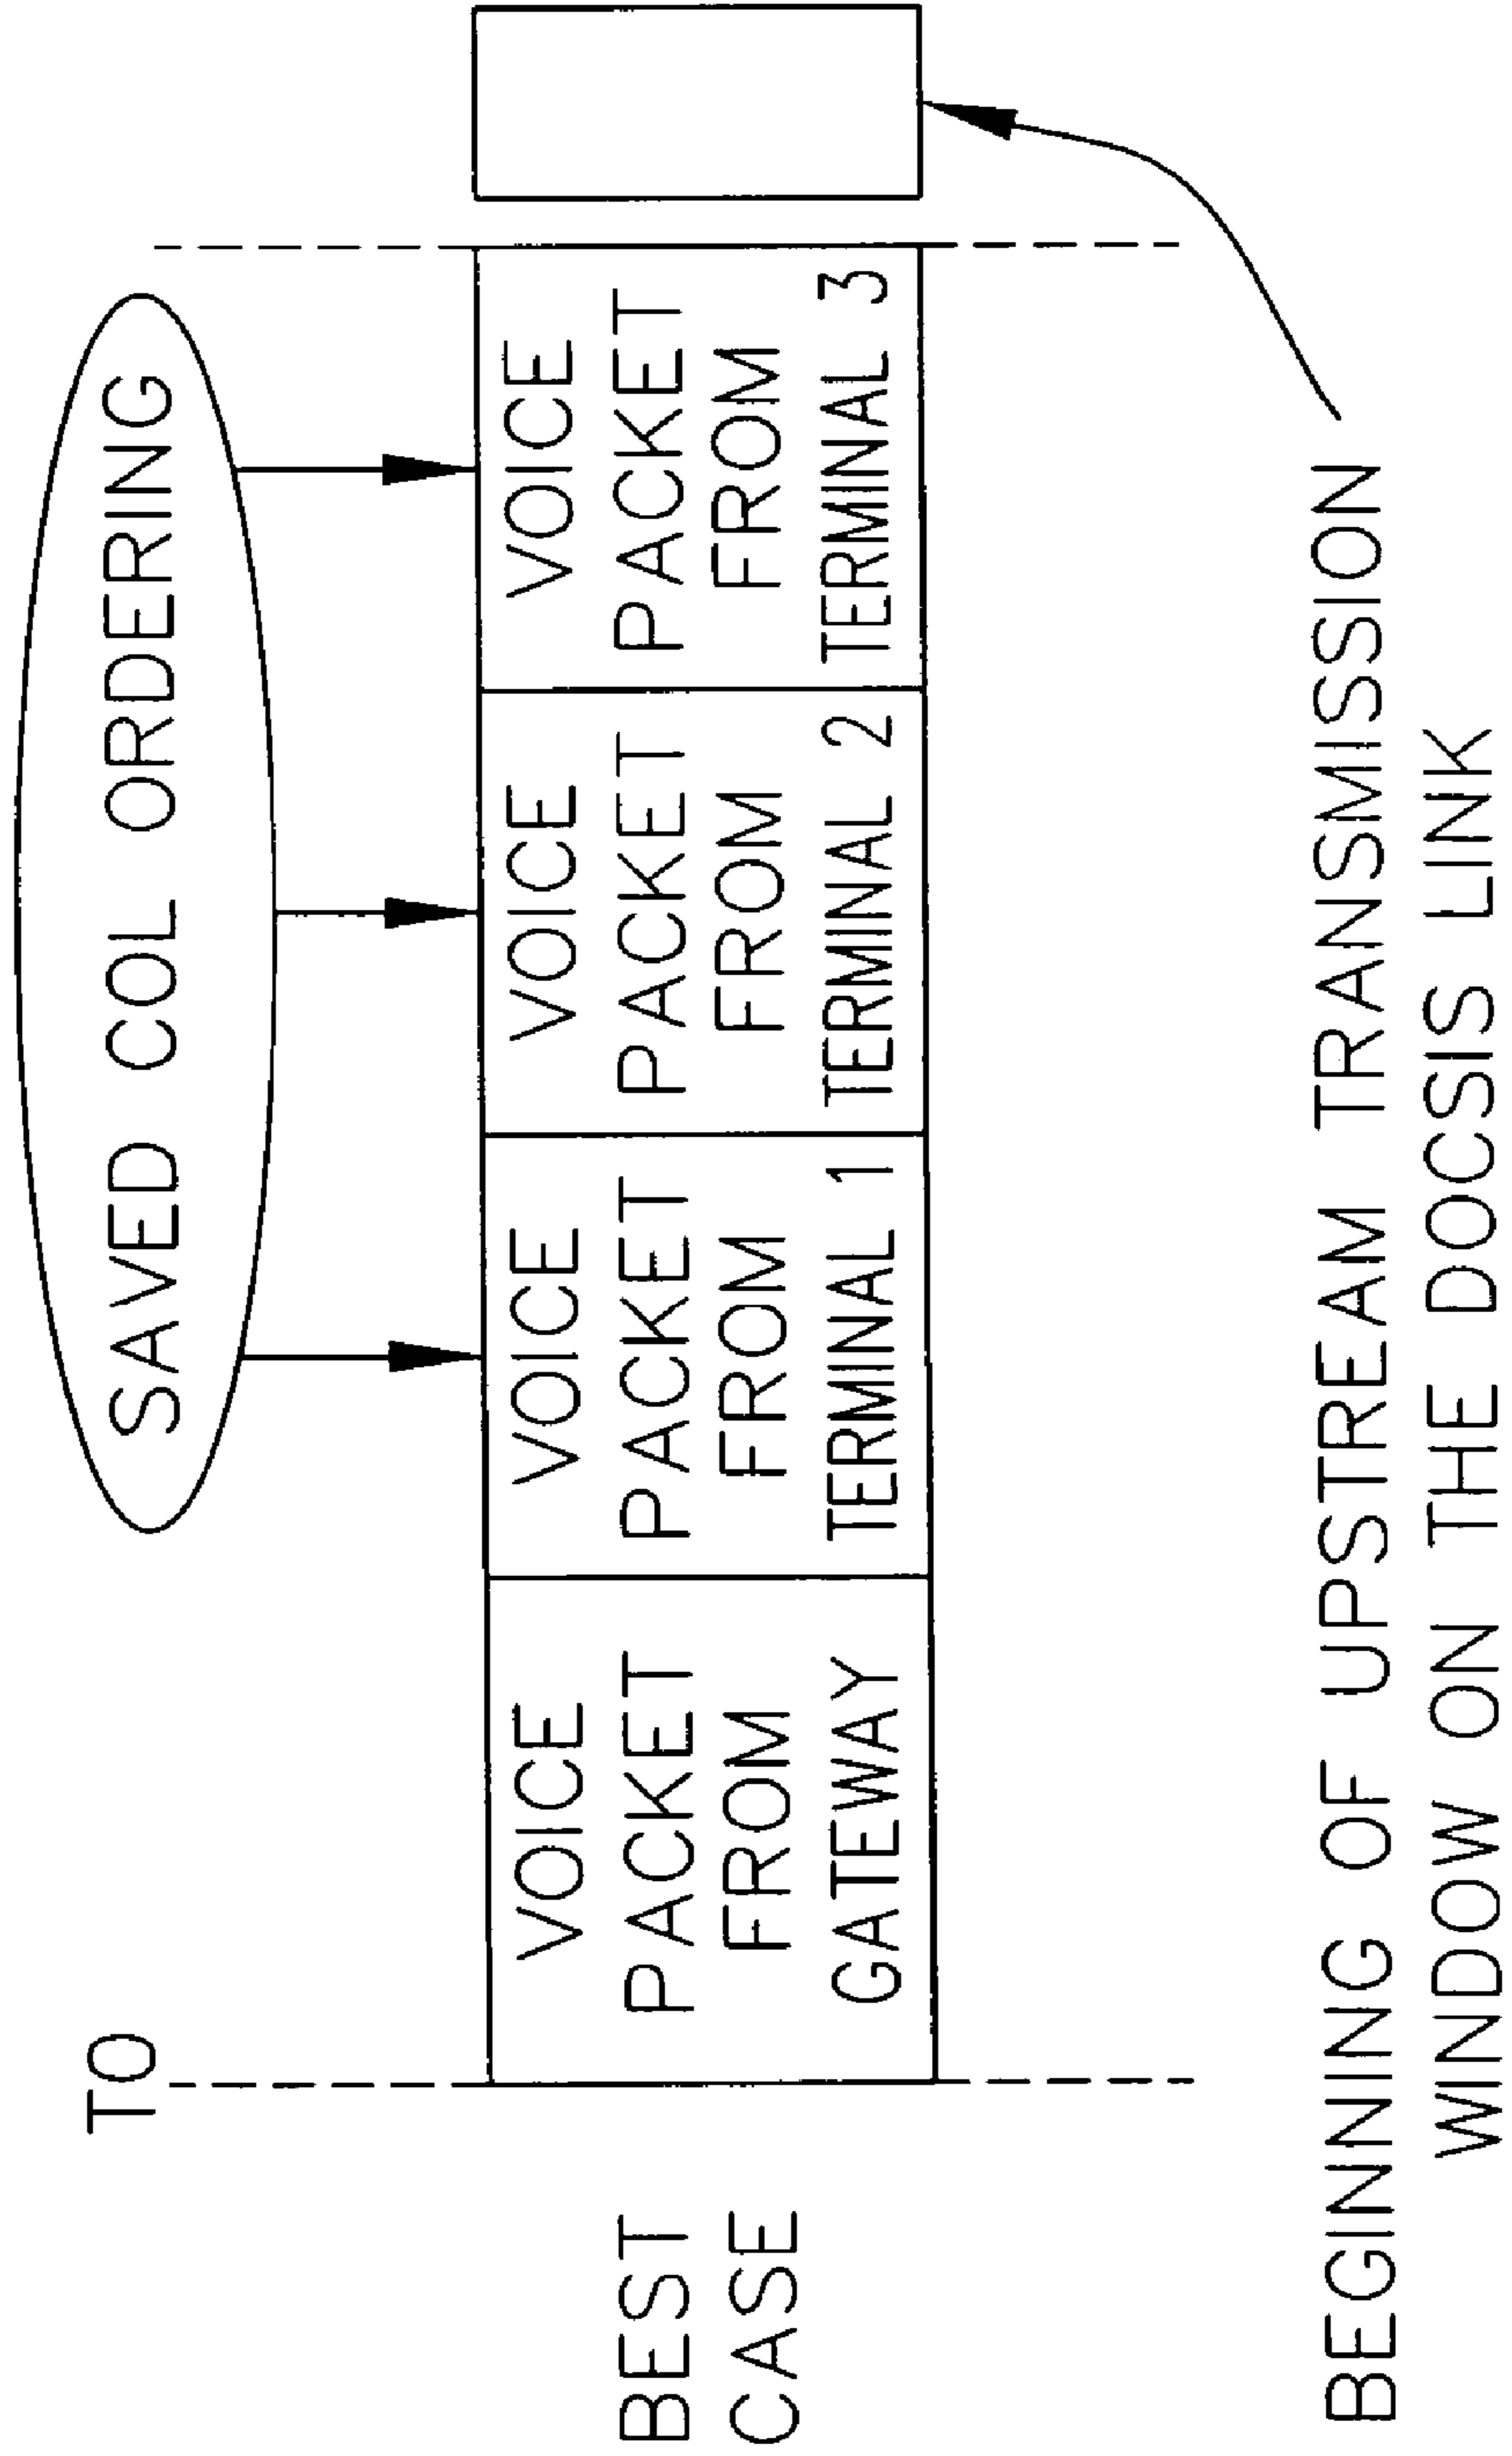 TO
SAVED COL ORDERING
BEST
CASE
VOICE
PACKET
FROM
GATEWAY
VOICE
PACKET
FROM
TERMINAL 1
VOICE
PACKET
FROM
TERMINAL 2
VOICE
PACKET
FROM
TERMINAL 3
BEGINNING OF UPSTREAM TRANSMISSION
WINDOW ON THE DOCSIS LINK